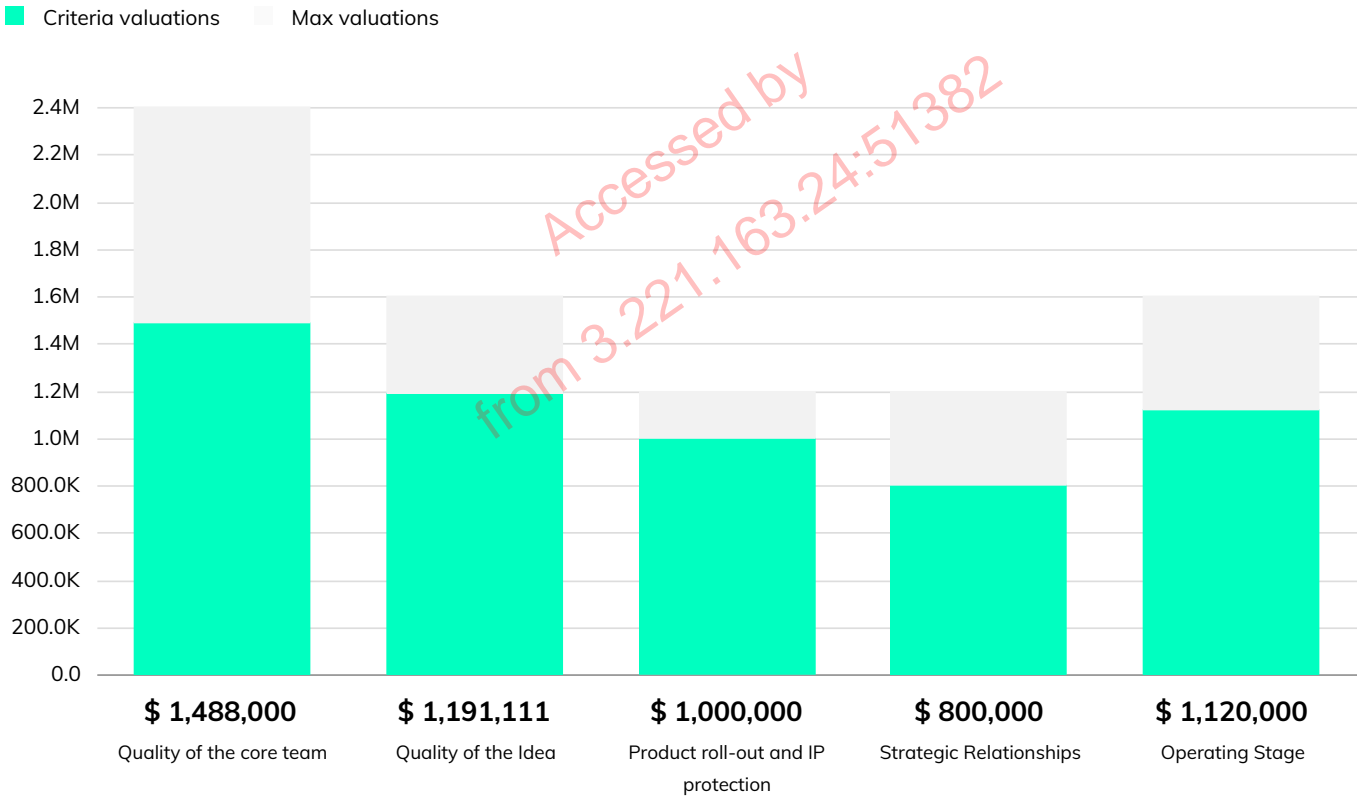 Criteria valuations
Max valuations
Accessed by
from 3.221.163.24:51382
2.4M
2.2M
2.0M
1.8M
1.6M
1.4M
1.2M
1.0M
800.0K
600.0K
400.0K
200.0K
0.0
$ 1,488,000
Quality of the core team
$ 1,191,111
Quality of the Idea
$ 1,000,000
Product roll-out and IP
protection
$ 800,000
Strategic Relationships
$ 1,120,000
Operating Stage